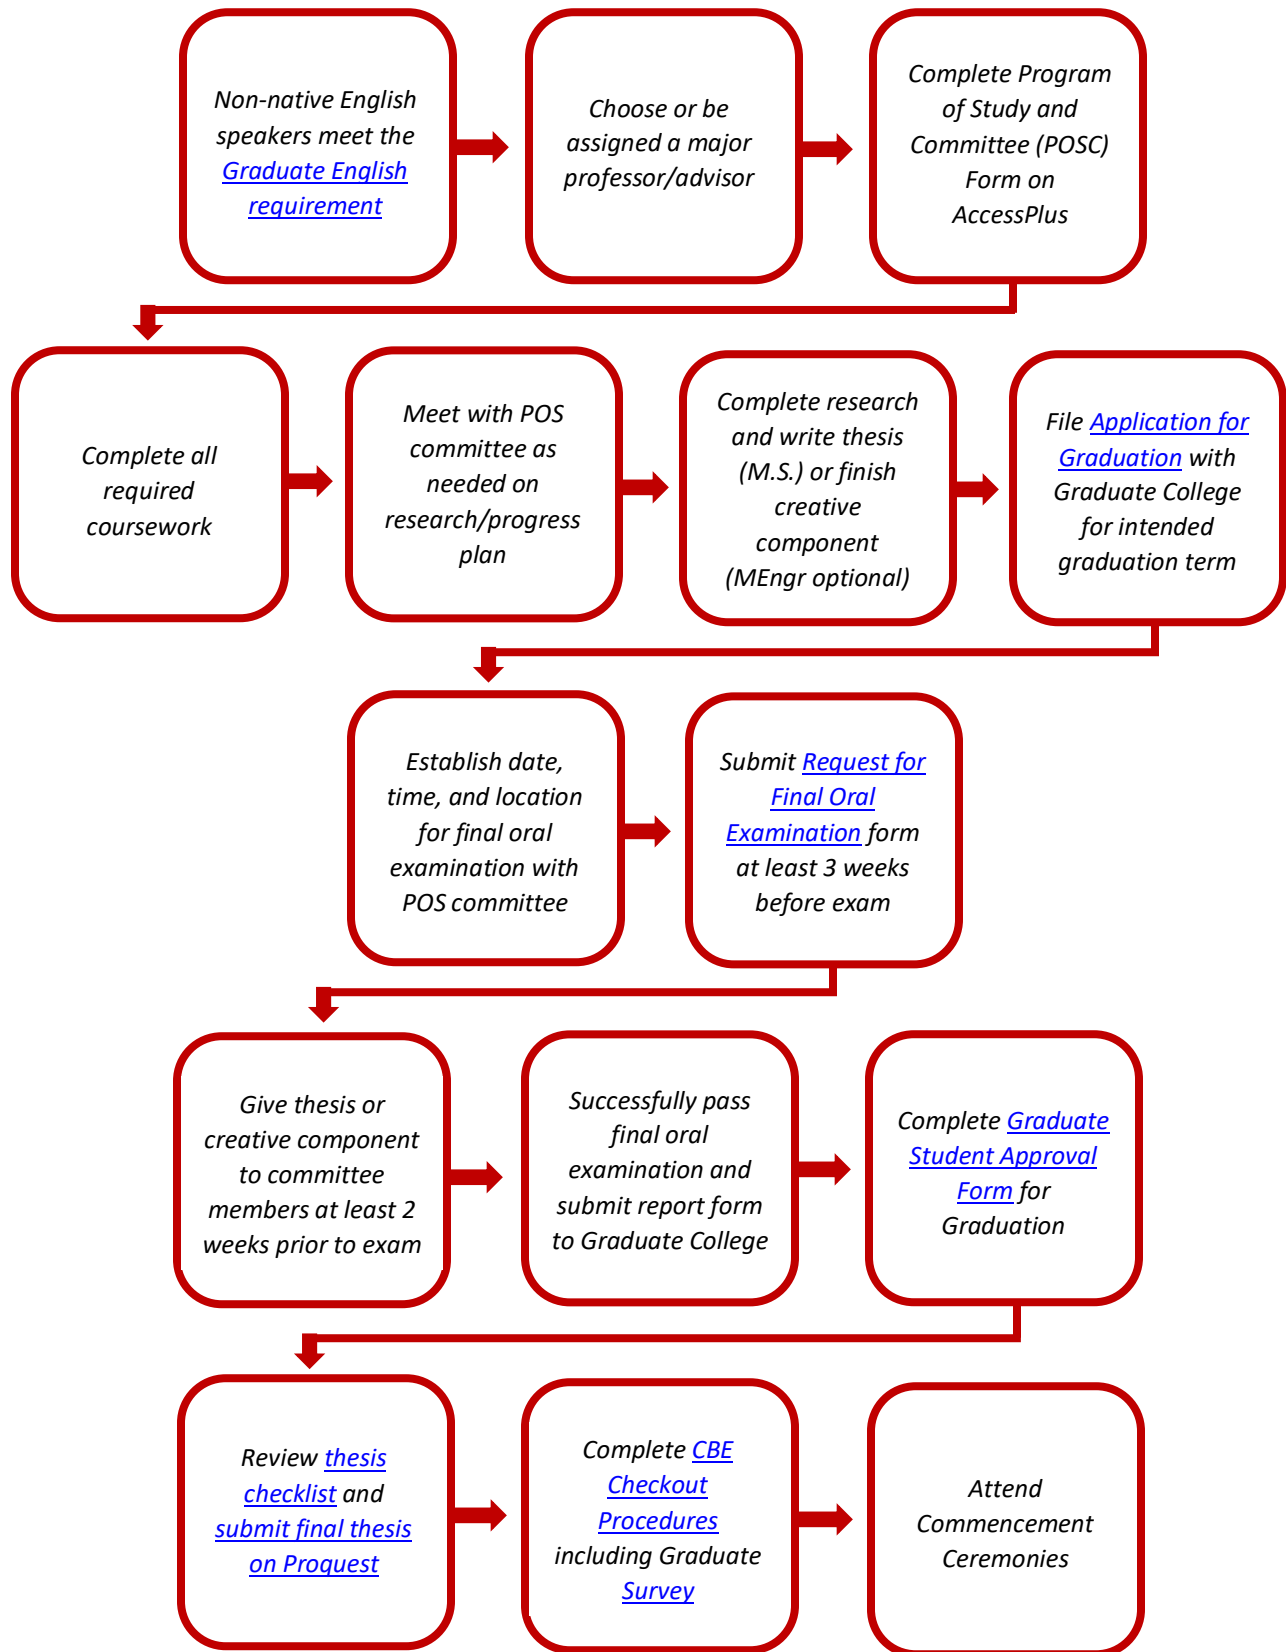 Non-native English
speakers meet the
Graduate English
requirement
Choose or be
assigned a major
professor/advisor
Complete Program
of Study and
Committee (POSC)
Form on
AccessPlus
Complete all
required
coursework
Meet with POS
committee as
needed on
research/progress
plan
Complete research
and write thesis
(M.S.) or finish
creative
component
(MEngr optional)
File Application for
Graduation with
Graduate College
for intended
graduation term
Establish date,
time, and location
for final oral
examination with
POS committee
Submit Request for
Final Oral
Examination form
at least 3 weeks
before exam
Give thesis or
creative component
to committee
members at least 2
weeks prior to exam
Successfully pass
final oral
examination and
submit report form
to Graduate College
Complete Graduate
Student Approval
Form for
Graduation
Review thesis
checklist and
submit final thesis
on Proquest
Complete CBE
Checkout
Procedures
including Graduate
Survey
Attend
Commencement
Ceremonies